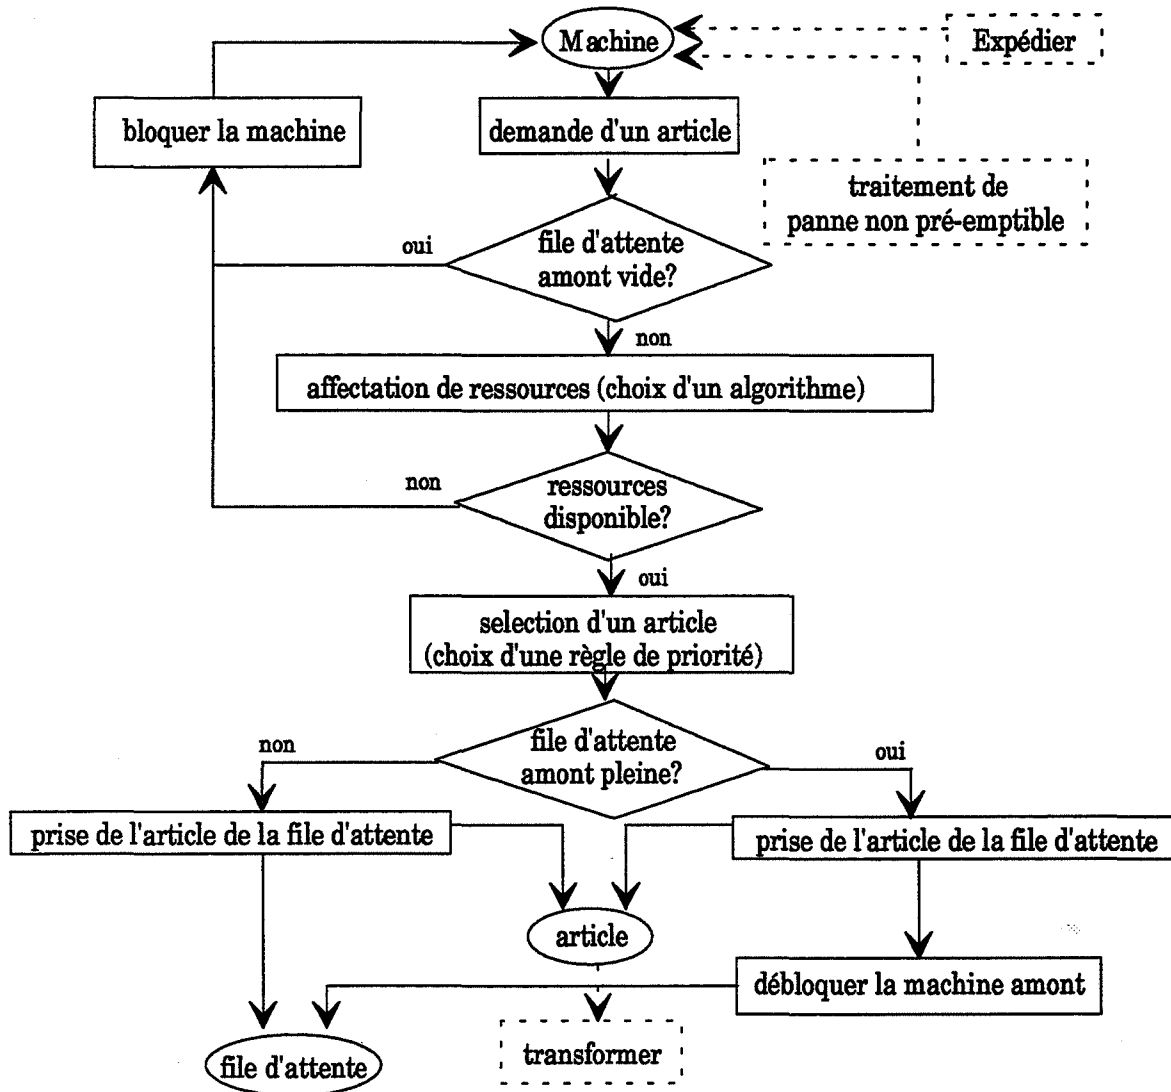 Machine
Expédier
bloquer la machine
demande d'un article
traitement de
panne non pré-emptible
oui
file d'attente
amont vide?
non
affectation de ressources (choix d'un algorithme)
non
ressources
disponible?
oui
selection d'un article
(choix d'une règle de priorité)
non
file d'attente
amont pleine?
oui
prise de l'article de la file d'attente
prise de l'article de la file d'attente
article
débloquer la machine amont
file d'attente
transformer